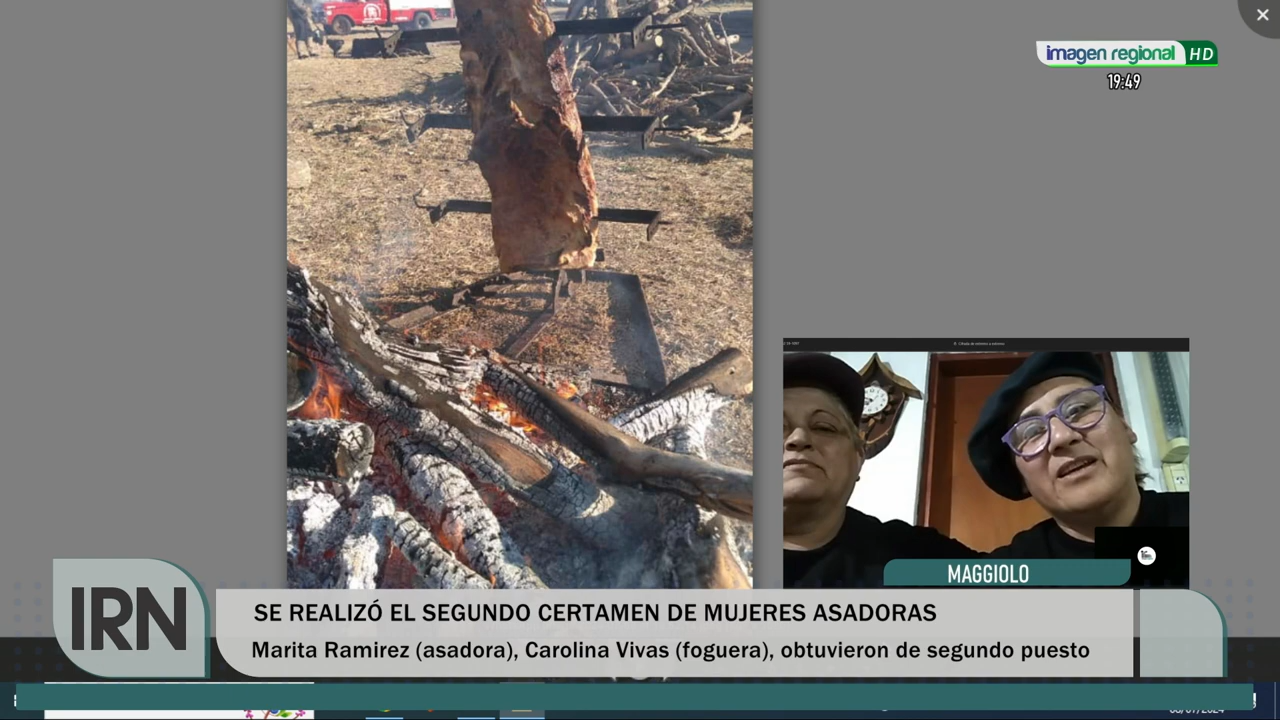 imagen regional HD
19:49
MAGGIOLO
IRN
SE REALIZÓ EL SEGUNDO CERTAMEN DE MUJERES ASADORAS
Marita Ramirez (asadora), Carolina Vivas (foguera), obtuvieron de segundo puesto